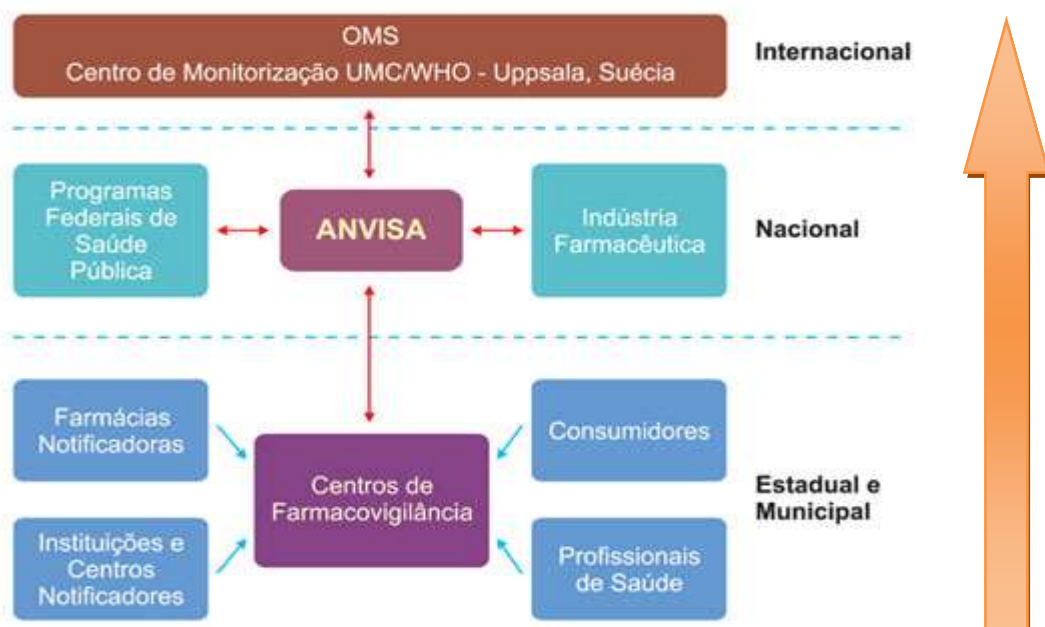 OMS
Centro de Monitorização UMC/WHO - Uppsala, Suécia
Internacional
Programas
Federais de
Saúde
Pública
ANVISA
Indústria
Farmacêutica
Nacional
Farmácias
Notificadoras
Consumidores
Centros de
Farmacovigilância
Estadual e
Municipal
Instituições e
Centros
Notificadores
Profissionais
de Saúde